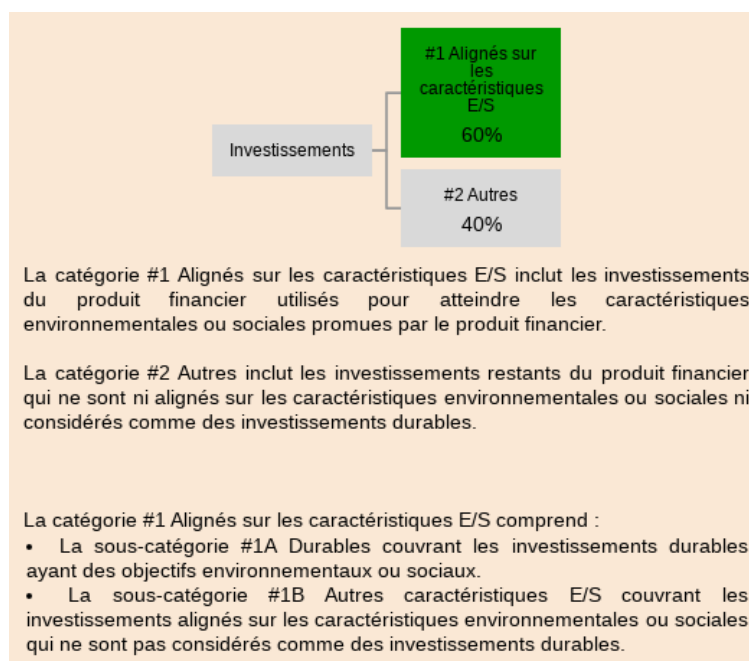 #1 Alignés sur
les
caractéristiques
E/S
60%
Investissements
#2 Autres
40%
La catégorie #1 Alignés sur les caractéristiques E/S inclut les investissements
du produit financier utilisés pour atteindre les caractéristiques
environnementales ou sociales promues par le produit financier.
La catégorie #2 Autres inclut les investissements restants du produit financier
qui ne sont ni alignés sur les caractéristiques environnementales ou sociales ni
considérés comme des investissements durables.
La catégorie #1 Alignés sur les caractéristiques E/S comprend :
• La sous-catégorie #1A Durables couvrant les investissements durables
ayant des objectifs environnementaux ou sociaux.
• La sous-catégorie #1B Autres caractéristiques E/S couvrant les
investissements alignés sur les caractéristiques environnementales ou sociales
qui ne sont pas considérés comme des investissements durables.